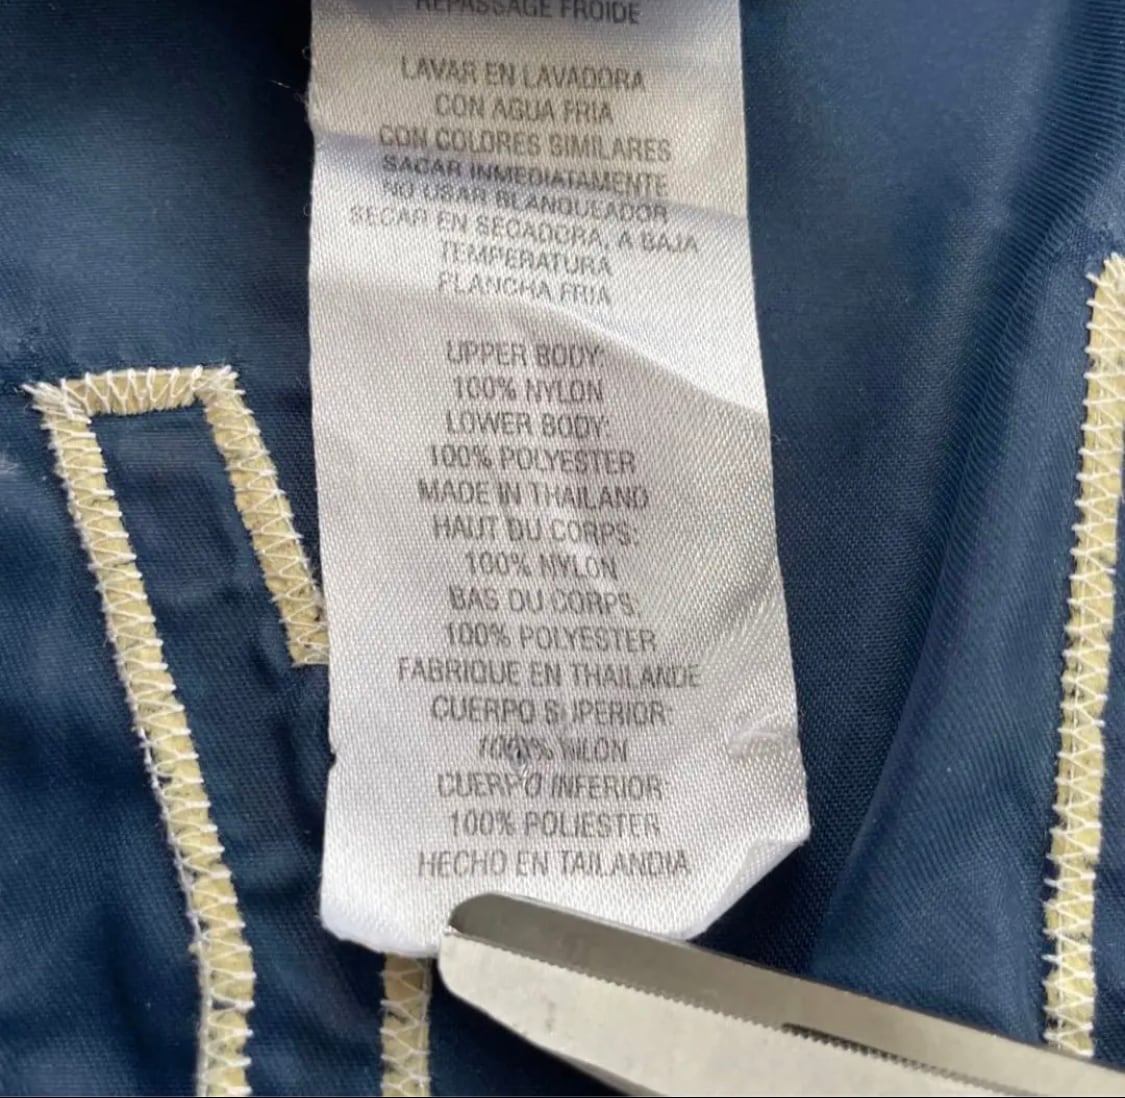 REPASSAGE FROIDE
LAVAR EN LAVADORA
CON AGUA FRIA
CON COLORES SIMILARES
SACAR INMEDIATAMENTE
NO USAR BLANQUEADOR
SECAR EN SECADORA, A BAJA
TEMPERATURA
PLANCHA FRIA
UPPER BODY:
100% NYLON
LOWER BODY:
100% POLYESTER
MADE IN THAILAND
HAUT DU CORPS:
100% NYLON
BAS DU CORPS:
100% POLYESTER
FABRIQUE EN THAILANDE
CUERPO SUPERIOR:
100% NILON
CUERPO INFERIOR:
100% POLIESTER
HECHO EN TAILANDIA